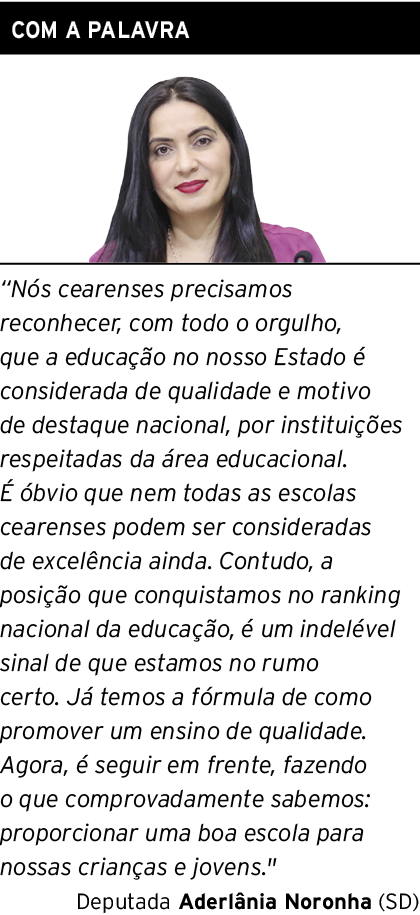 COM A PALAVRA
“Nós cearenses precisamos
reconhecer, com todo o orgulho,
que a educação no nosso Estado é
considerada de qualidade e motivo
de destaque nacional, por instituições
respeitadas da área educacional.
É óbvio que nem todas as escolas
cearenses podem ser consideradas
de excelência ainda. Contudo, a
posição que conquistamos no ranking
nacional da educação, é um indelével
sinal de que estamos no rumo
certo. Já temos a fórmula de como
promover um ensino de qualidade.
Agora, é seguir em frente, fazendo
o que comprovadamente sabemos:
proporcionar uma boa escola para
nossas crianças e jovens."
Deputada Aderlânia Noronha (SD)